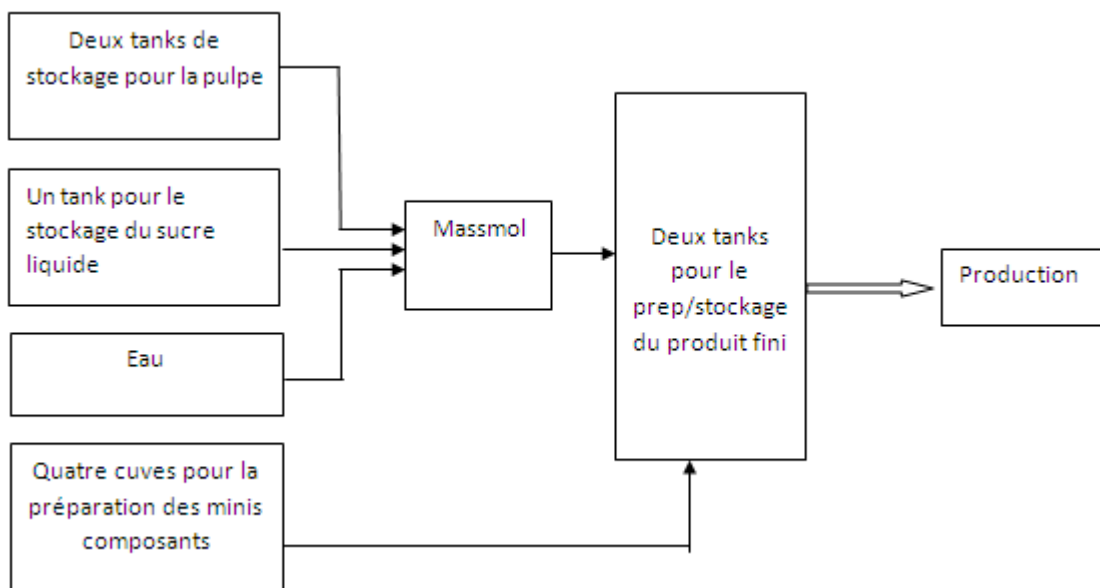 Deux tanks de
stockage pour la pulpe
Un tank pour le
stockage du sucre
liquide
Eau
Quatre cuves pour la
préparation des minis
composants
Massmol
Deux tanks
pour le
prep/stockage
du produit fini
Production